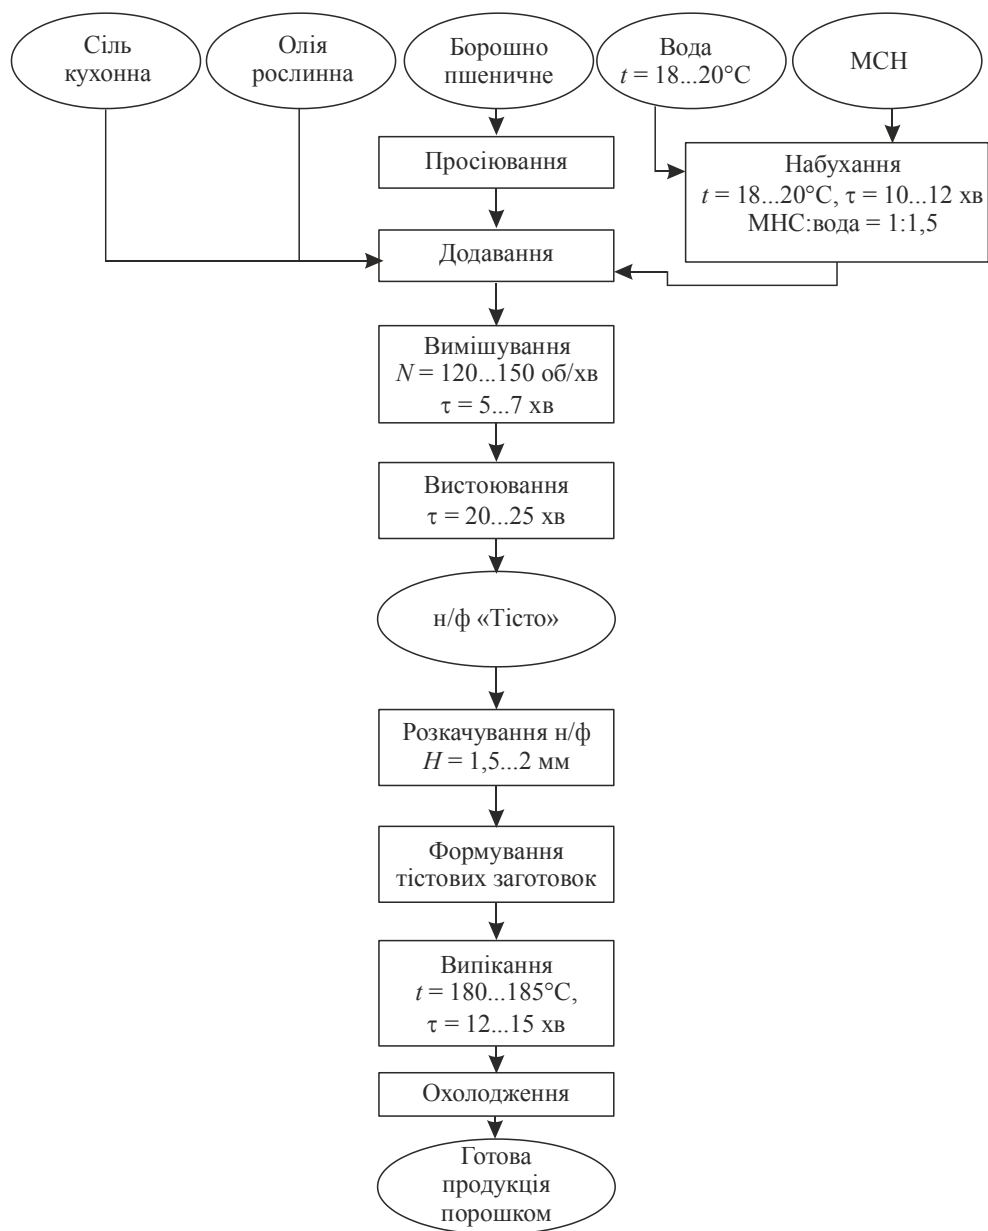 Сіль
кухонна
Олія
рослинна
Борошно
пшеничне
Вода
t = 18...20°C
МСН
Просіювання
Набухання
t = 18...20°C, τ = 10...12 хв
МНС:вода = 1:1,5
Додавання
Вимішування
N = 120...150 об/хв
τ = 5...7 хв
Вистоювання
τ = 20...25 хв
н/ф «Тісто»
Розкачування н/ф
H = 1,5...2 мм
Формування
тістових заготовок
Випікання
t = 180...185°C,
τ = 12...15 хв
Охолодження
Готова
продукція
порошком